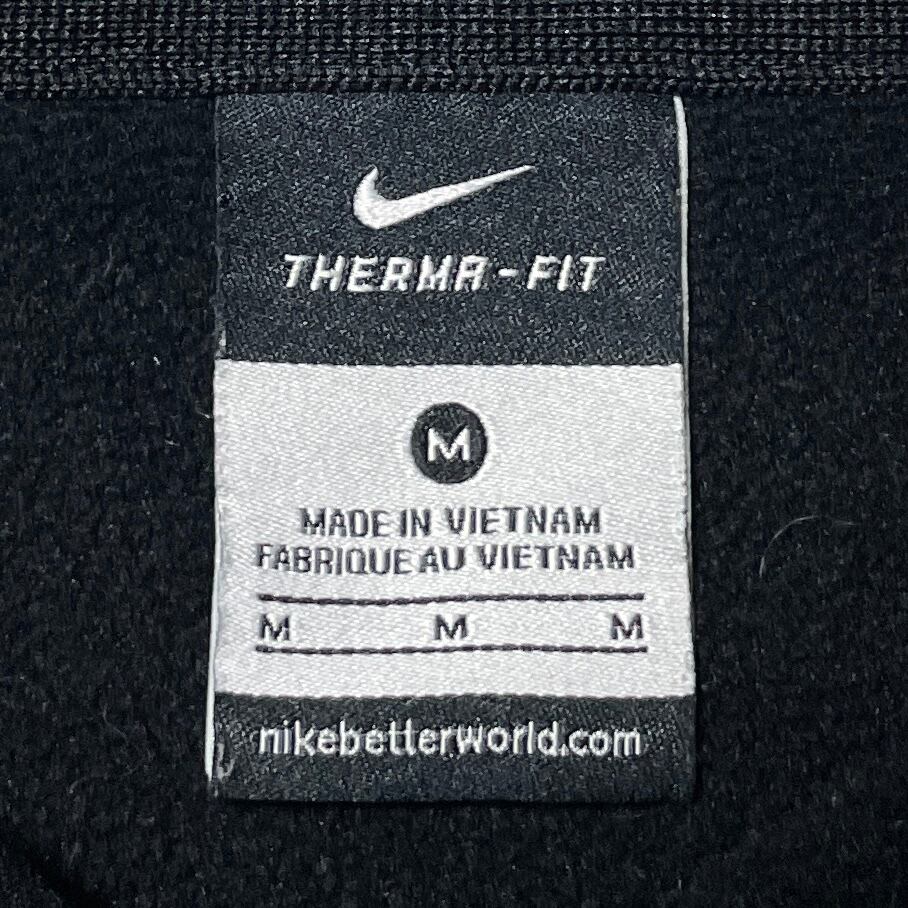 THERMA-FIT
M
MADE IN VIETNAM
FABRIQUE AU VIETNAM
M M M
nikebetterworld.com